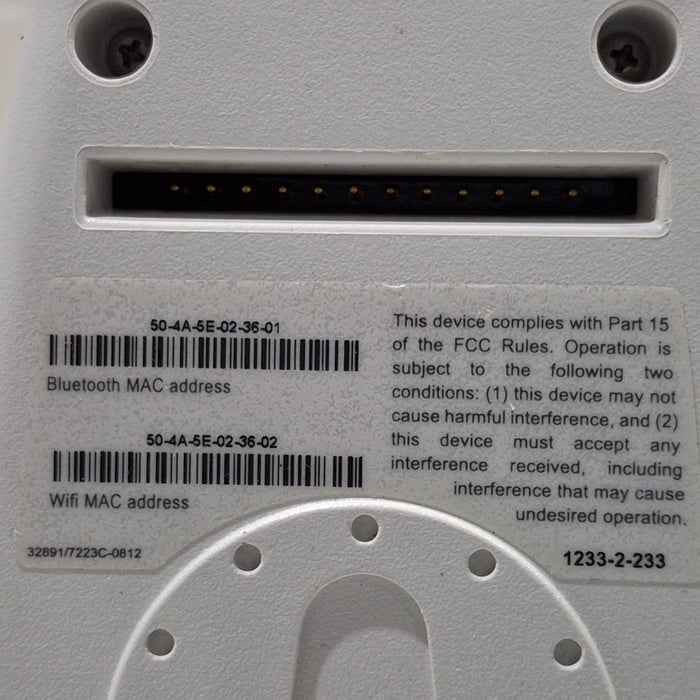 50-4A-5E-02-36-01
Bluetooth MAC address
50-4A-5E-02-36-02
Wifi MAC address
32891/7223C-0812
This device complies with Part 15
of the FCC Rules. Operation is
subject to the following two
conditions: (1) this device may not
cause harmful interference, and (2)
this device must accept any
interference received, including
interference that may cause
undesired operation.
1233-2-233